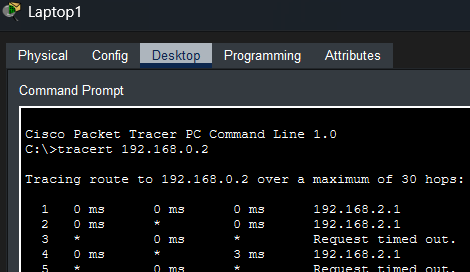 Laptop1
Physical Config Desktop Programming Attributes
Command Prompt
Cisco Packet Tracer PC Command Line 1.0
C:\>tracert 192.168.0.2
Tracing route to 192.168.0.2 over a maximum of 30 hops:
1 0 ms 0 ms 0 ms 192.168.2.1
2 0 ms * 0 ms 192.168.2.1
3 * 0 ms * Request timed out.
4 0 ms * 3 ms 192.168.2.1
5 * 0 ms * Request timed out.